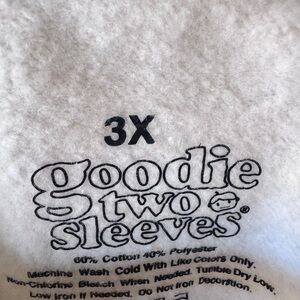 3X
goodie
two
sleeves®
60% Cotton 40% Polyester
Machine Wash Cold With Like Colors Only.
Non-Chlorine Bleach When Needed. Tumble Dry Low.
Low Iron If Needed. Do Not Iron Decoration.